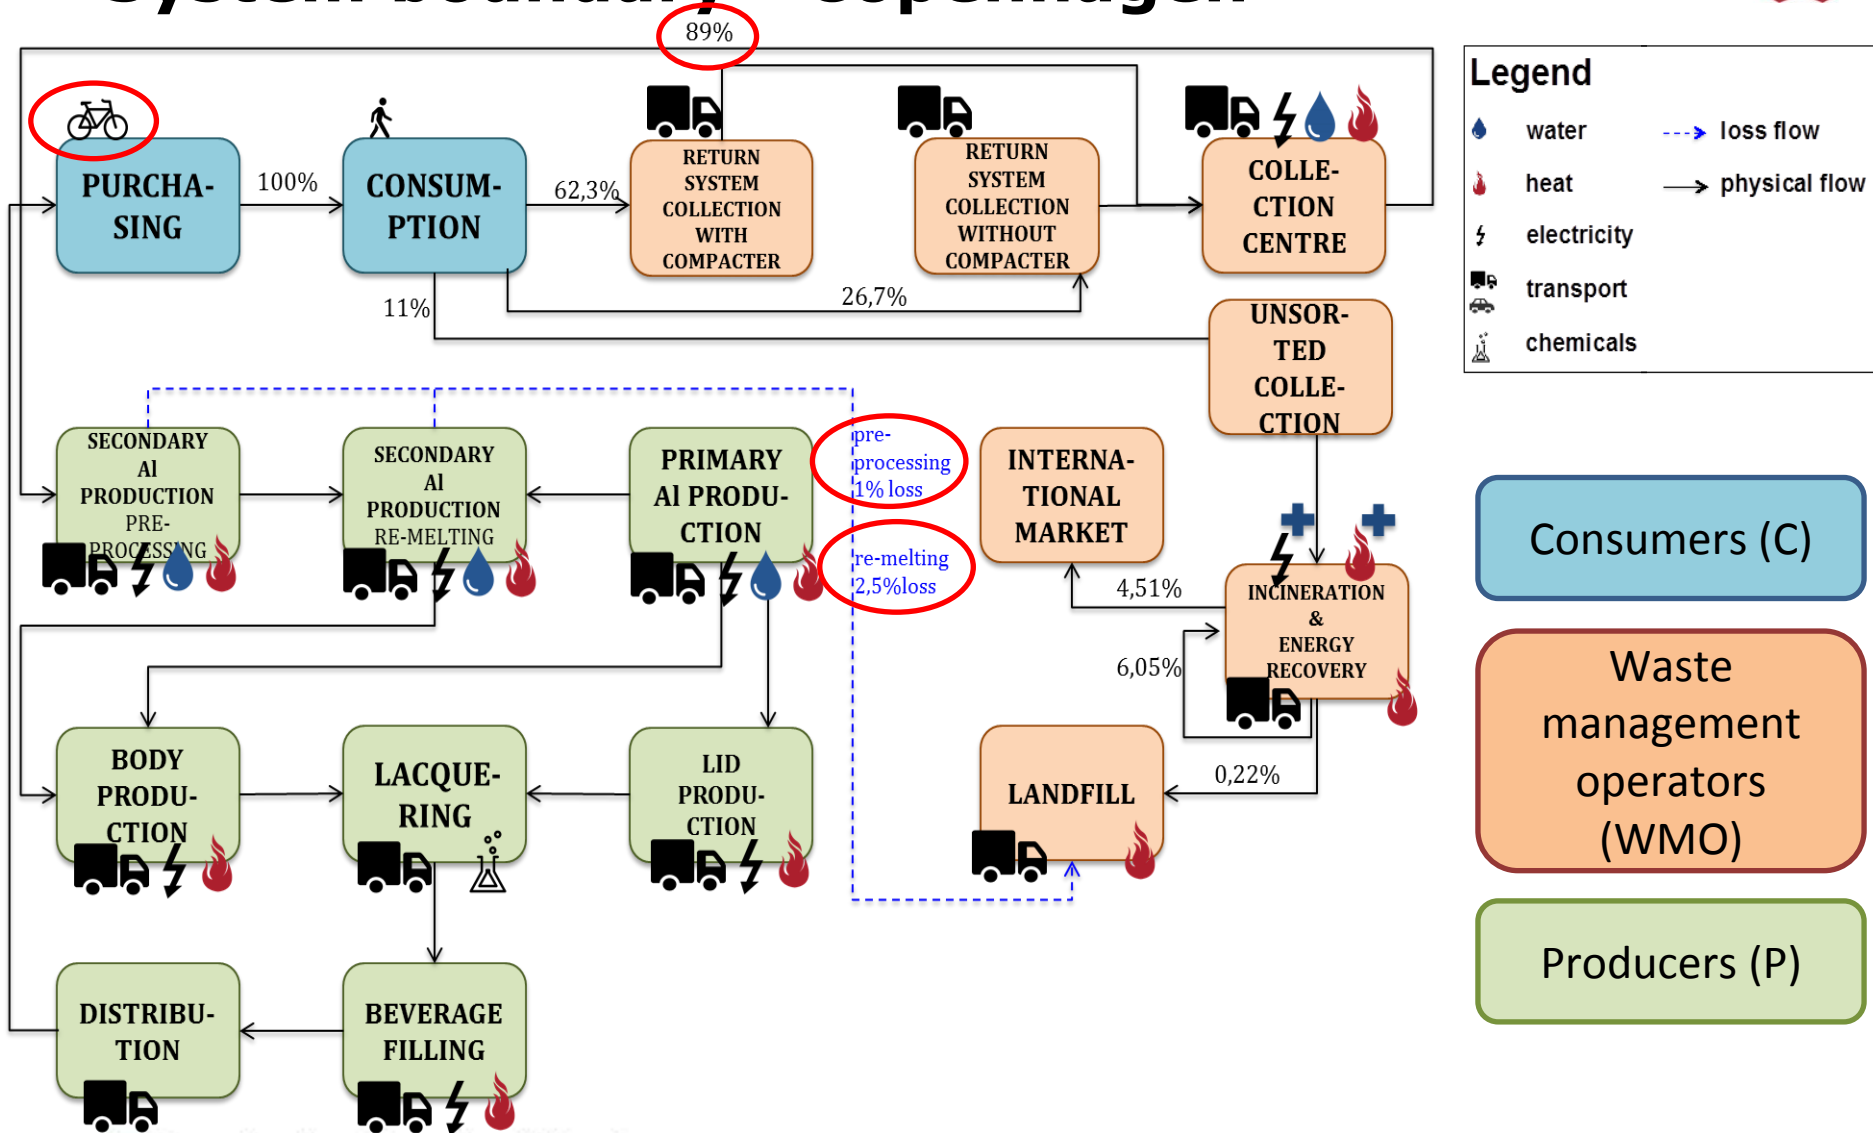 System boundary - Copenhagen
89%
Legend
water
loss flow
heat
physical flow
electricity
transport
chemicals
PURCHA-
SING
100%
CONSUM-
PTION
62,3%
RETURN
SYSTEM
COLLECTION
WITH
COMPACTER
RETURN
SYSTEM
COLLECTION
WITHOUT
COMPACTER
COLLE-
CTION
CENTRE
11%
26,7%
UNSOR-
TED
COLLE-
CTION
SECONDARY
Al
PRODUCTION
PRE-
PROCESSING
SECONDARY
Al
PRODUCTION
RE-MELTING
PRIMARY
Al PRODU-
CTION
pre-
processing
1% loss
re-melting
2,5%loss
INTERNA-
TIONAL
MARKET
4,51%
INCINERATION
&
ENERGY
RECOVERY
6,05%
0,22%
BODY
PRODU-
CTION
LACQUE-
RING
LID
PRODU-
CTION
LANDFILL
DISTRIBU-
TION
BEVERAGE
FILLING
Consumers (C)
Waste
management
operators
(WMO)
Producers (P)